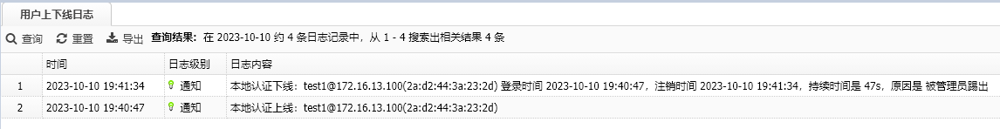 用户上下线日志
查询 重置 导出 查询结果：在 2023-10-10 约 4 条日志记录中，从 1 - 4 搜索出相关结果 4 条
时间 日志级别 日志内容
1 2023-10-10 19:41:34 通知 本地认证下线：test1@172.16.13.100(2a:d2:44:3a:23:2d) 登录时间 2023-10-10 19:40:47，注销时间 2023-10-10 19:41:34，持续时间是 47s，原因是 被管理员踢出
2 2023-10-10 19:40:47 通知 本地认证上线：test1@172.16.13.100(2a:d2:44:3a:23:2d)